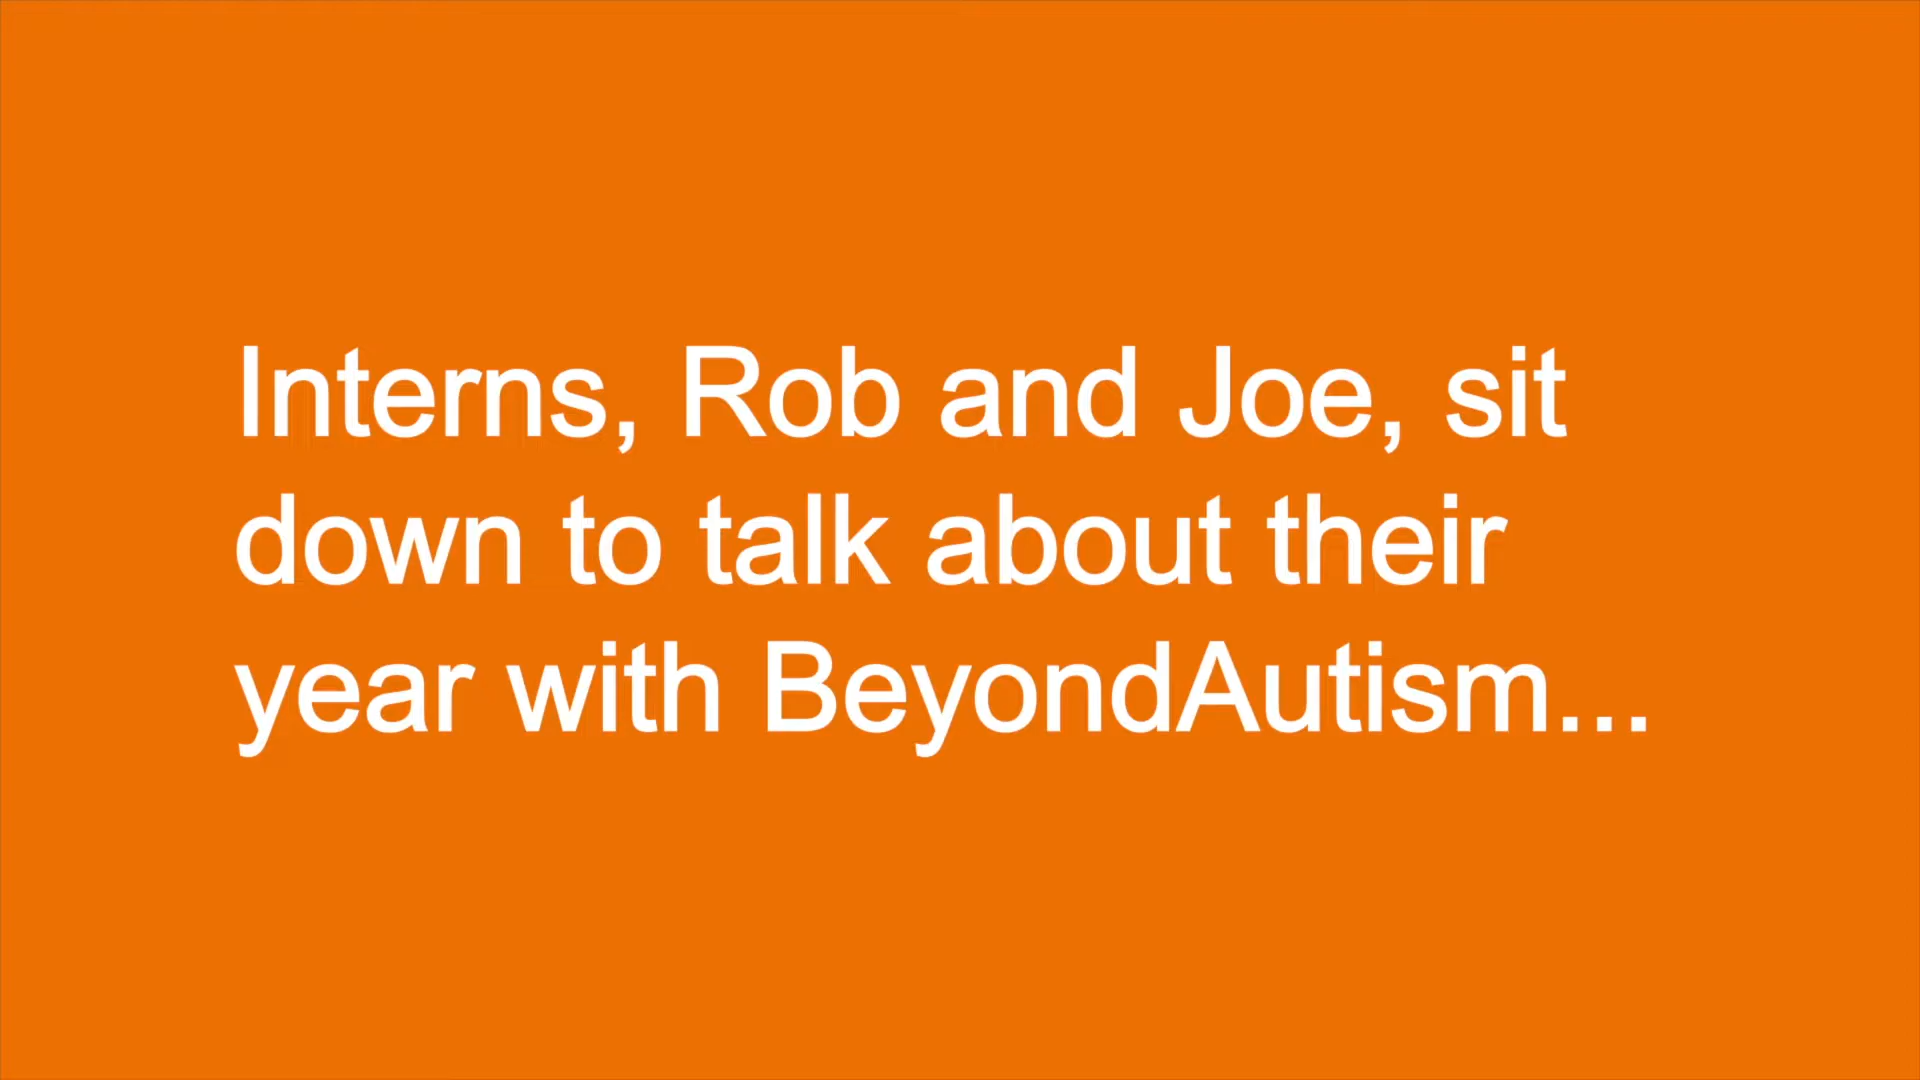 Interns, Rob and Joe, sit
down to talk about their
year with BeyondAutism...